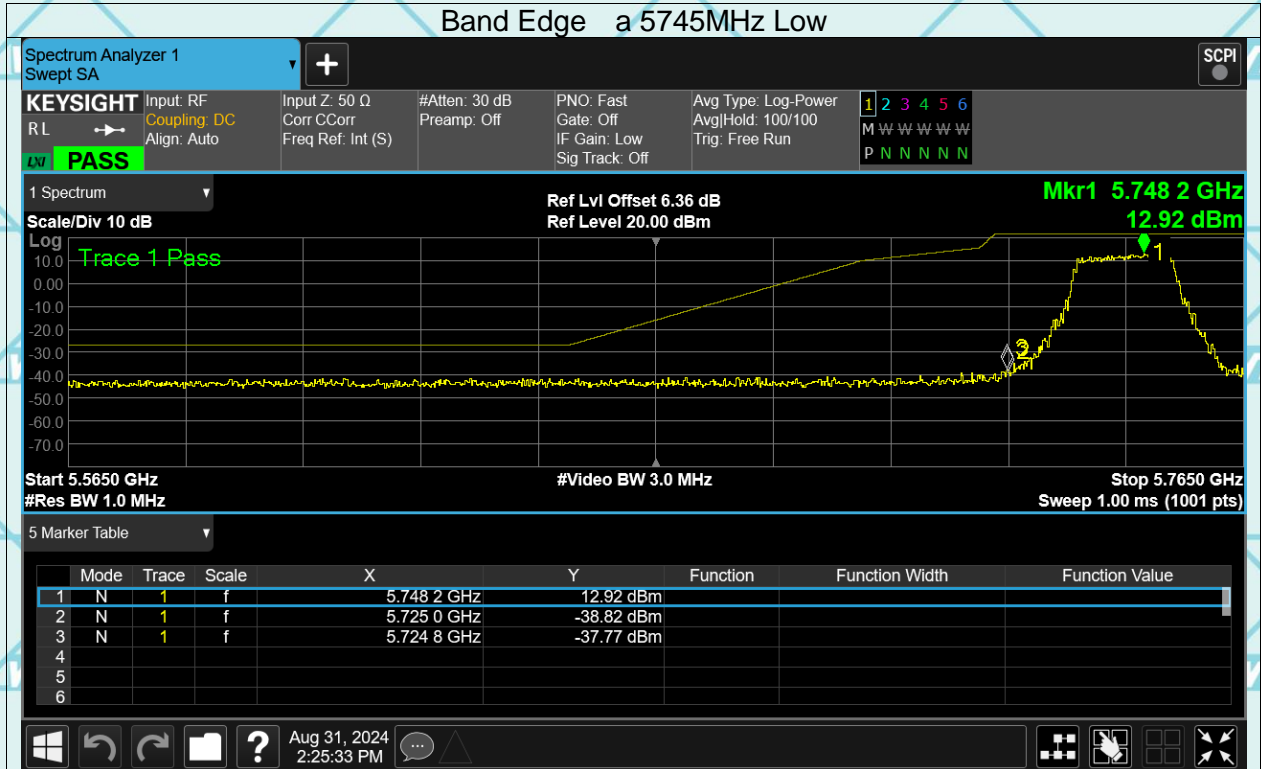 Band Edge a 5745MHz Low
Spectrum Analyzer 1
Swept SA
+
SCPI
KEYSIGHT
RL
LXI PASS
Input: RF
Coupling: DC
Align: Auto
Input Z: 50 Ω
Corr CCorr
Freq Ref: Int (S)
#Atten: 30 dB
Preamp: Off
PNO: Fast
Gate: Off
IF Gain: Low
Sig Track: Off
Avg Type: Log-Power
Avg|Hold: 100/100
Trig: Free Run
1 2 3 4 5 6
M W W W W W
P N N N N N
1 Spectrum
Scale/Div 10 dB
Ref Lvl Offset 6.36 dB
Ref Level 20.00 dBm
Mkr1 5.748 2 GHz
12.92 dBm
Log
Trace 1 Pass
10.0
0.00
-10.0
-20.0
-30.0
-40.0
-50.0
-60.0
-70.0
1
3
Start 5.5650 GHz
#Video BW 3.0 MHz
Stop 5.7650 GHz
#Res BW 1.0 MHz
Sweep 1.00 ms (1001 pts)
5 Marker Table
Mode Trace Scale X Y Function Function Width Function Value
1 N 1 f 5.748 2 GHz 12.92 dBm
2 N 1 f 5.725 0 GHz -38.82 dBm
3 N 1 f 5.724 8 GHz -37.77 dBm
4
5
6
?
Aug 31, 2024
2:25:33 PM